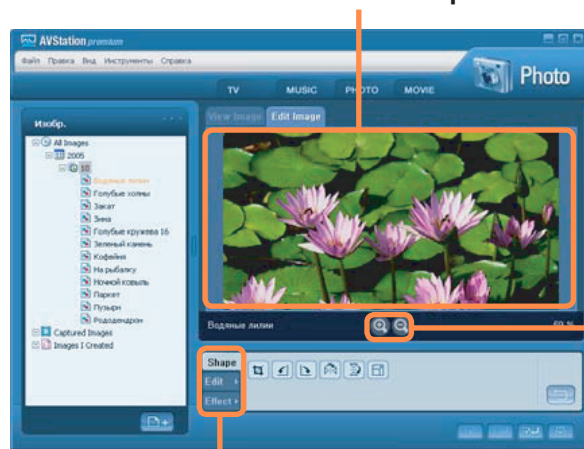 AVStation premium
Файл Правка Вид Инструменты Справка
Photo
TV MUSIC PHOTO MOVIE
Изобр.
View Image Edit Image
All Images
2005
10
Водяные лилии
Голубые холмы
Закат
Зима
Голубые кружева 16
Зеленый камень
Кофейня
На рыбалку
Ночной ковыль
Паркет
Пузыри
Рододендрон
Captured Images
Images I Created
Водяные лилии
Shape
Edit
Effect